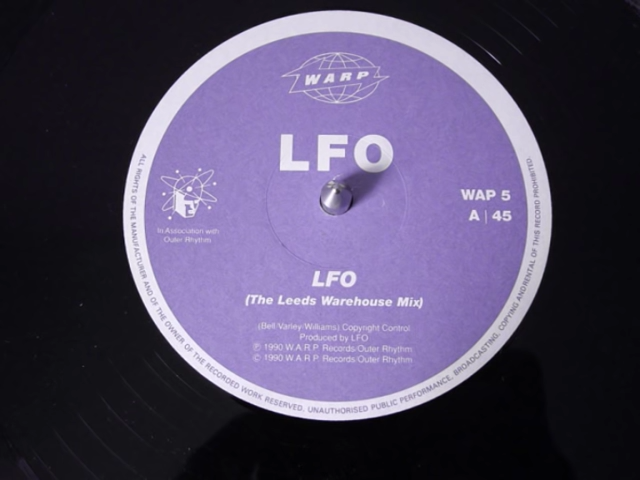 WARP
LFO
WAP 5
A | 45
In Association with
Outer Rhythm
LFO
(The Leeds Warehouse Mix)
(Bell·Varley·Williams) Copyright Control
Produced by LFO
℗ 1990 W.A.R.P. Records/Outer Rhythm
© 1990 W.A.R.P. Records/Outer Rhythm
ALL RIGHTS OF THE MANUFACTURER AND OF THE OWNER OF THE RECORDED WORK RESERVED. UNAUTHORISED PUBLIC PERFORMANCE, BROADCASTING, COPYING AND RENTAL OF THIS RECORD PROHIBITED